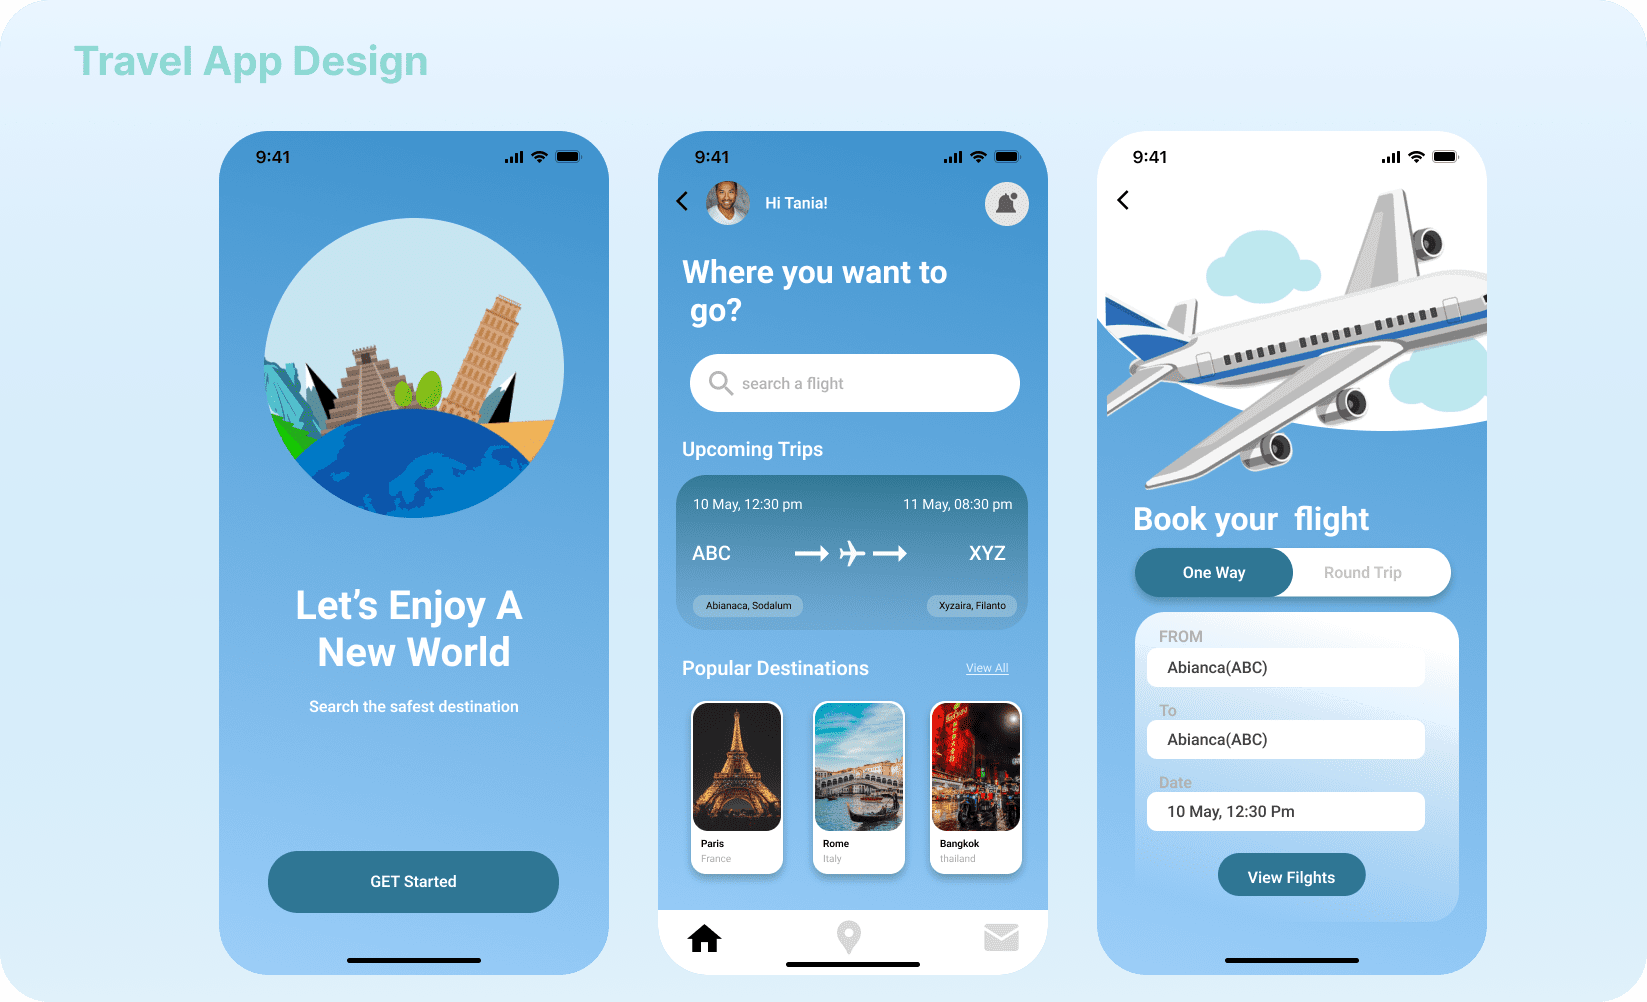 Travel App Design
9:41
Let’s Enjoy A
New World
Search the safest destination
GET Started
9:41
Hi Tania!
Where you want to
go?
search a flight
Upcoming Trips
10 May, 12:30 pm
11 May, 08:30 pm
ABC
XYZ
Abianaca, Sodalum
Xyzaira, Filanto
Popular Destinations
View All
Paris
France
Rome
Italy
Bangkok
thailand
9:41
Book your  flight
One Way
Round Trip
FROM
Abianca(ABC)
To
Abianca(ABC)
Date
10 May, 12:30 Pm
View Filghts